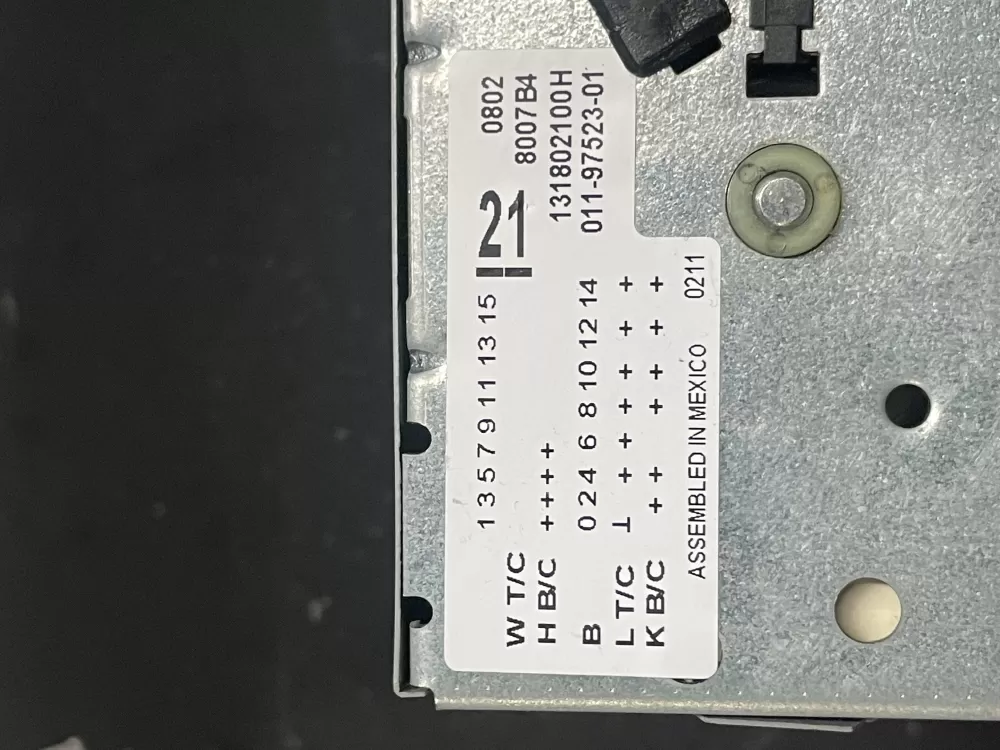 1 3 5 7 9 11 13 15 21 0802
W T/C 8007B4
H B/C + + + + 131802100H
B 0 2 4 6 8 10 12 14 011-97523-01
L T/C ⊢ + + + + + +
K B/C + + + + + +
ASSEMBLED IN MEXICO 0211